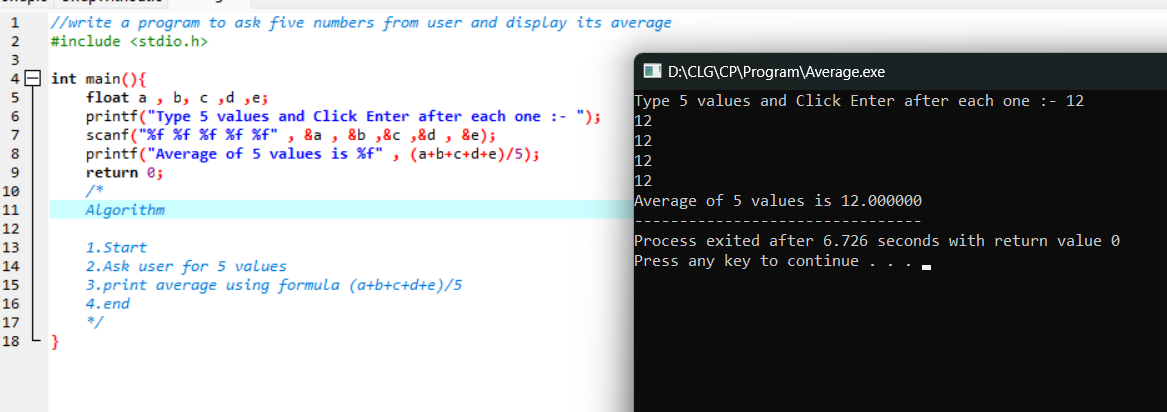 1 //write a program to ask five numbers from user and display its average
2 #include <stdio.h>
3
4 int main(){
5 float a , b, c ,d ,e;
6 printf("Type 5 values and Click Enter after each one :- ");
7 scanf("%f %f %f %f %f" , &a , &b ,&c ,&d , &e);
8 printf("Average of 5 values is %f" , (a+b+c+d+e)/5);
9 return 0;
10 /*
11 Algorithm
12
13 1.Start
14 2.Ask user for 5 values
15 3.print average using formula (a+b+c+d+e)/5
16 4.end
17 */
18 }
D:\CLG\CP\Program\Average.exe
Type 5 values and Click Enter after each one :- 12
12
12
12
12
Average of 5 values is 12.000000
--------------------------------
Process exited after 6.726 seconds with return value 0
Press any key to continue . . .